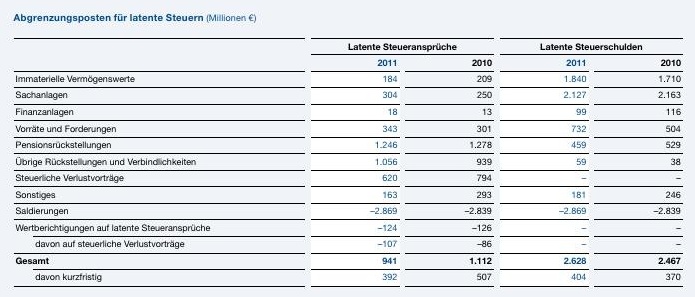 Abgrenzungsposten für latente Steuern (Millionen €)
Latente Steueransprüche Latente Steuerschulden
2011 2010 2011 2010
Immaterielle Vermögenswerte 184 209 1.840 1.710
Sachanlagen 304 250 2.127 2.163
Finanzanlagen 18 13 99 116
Vorräte und Forderungen 343 301 732 504
Pensionsrückstellungen 1.246 1.278 459 529
Übrige Rückstellungen und Verbindlichkeiten 1.056 939 59 38
Steuerliche Verlustvorträge 620 794 – –
Sonstiges 163 293 181 246
Saldierungen –2.869 –2.839 –2.869 –2.839
Wertberichtigungen auf latente Steueransprüche –124 –126 – –
davon auf steuerliche Verlustvorträge –107 –86 – –
Gesamt 941 1.112 2.628 2.467
davon kurzfristig 392 507 404 370